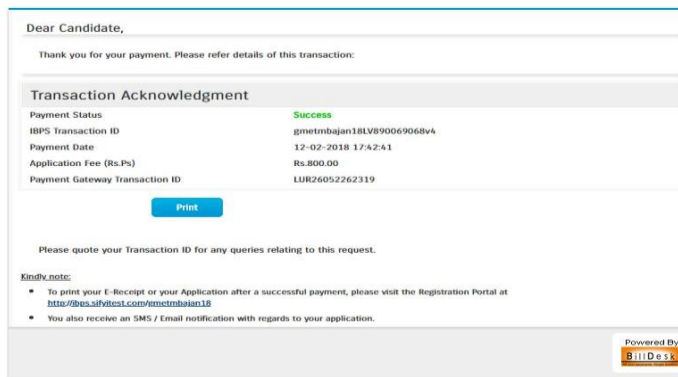 Dear Candidate,
Thank you for your payment. Please refer details of this transaction:
Transaction Acknowledgment
Payment Status Success
IBPS Transaction ID gmetmbajan18LV890069068v4
Payment Date 12-02-2018 17:42:41
Application Fee (Rs.Ps) Rs.800.00
Payment Gateway Transaction ID LUR26052262319
Print
Please quote your Transaction ID for any queries relating to this request.
Kindly note:
• To print your E-Receipt or your Application after a successful payment, please visit the Registration Portal at
http://ibps.sifyitest.com/gmetmbajan18
• You also receive an SMS / Email notification with regards to your application.
Powered By
BillDesk